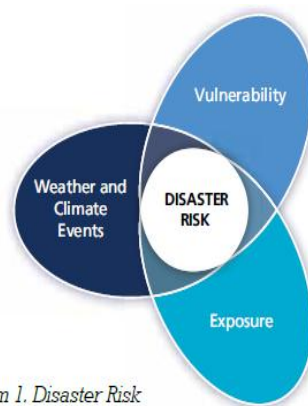 Vulnerability
Weather and
Climate
Events
DISASTER
RISK
Exposure
1. Disaster Risk